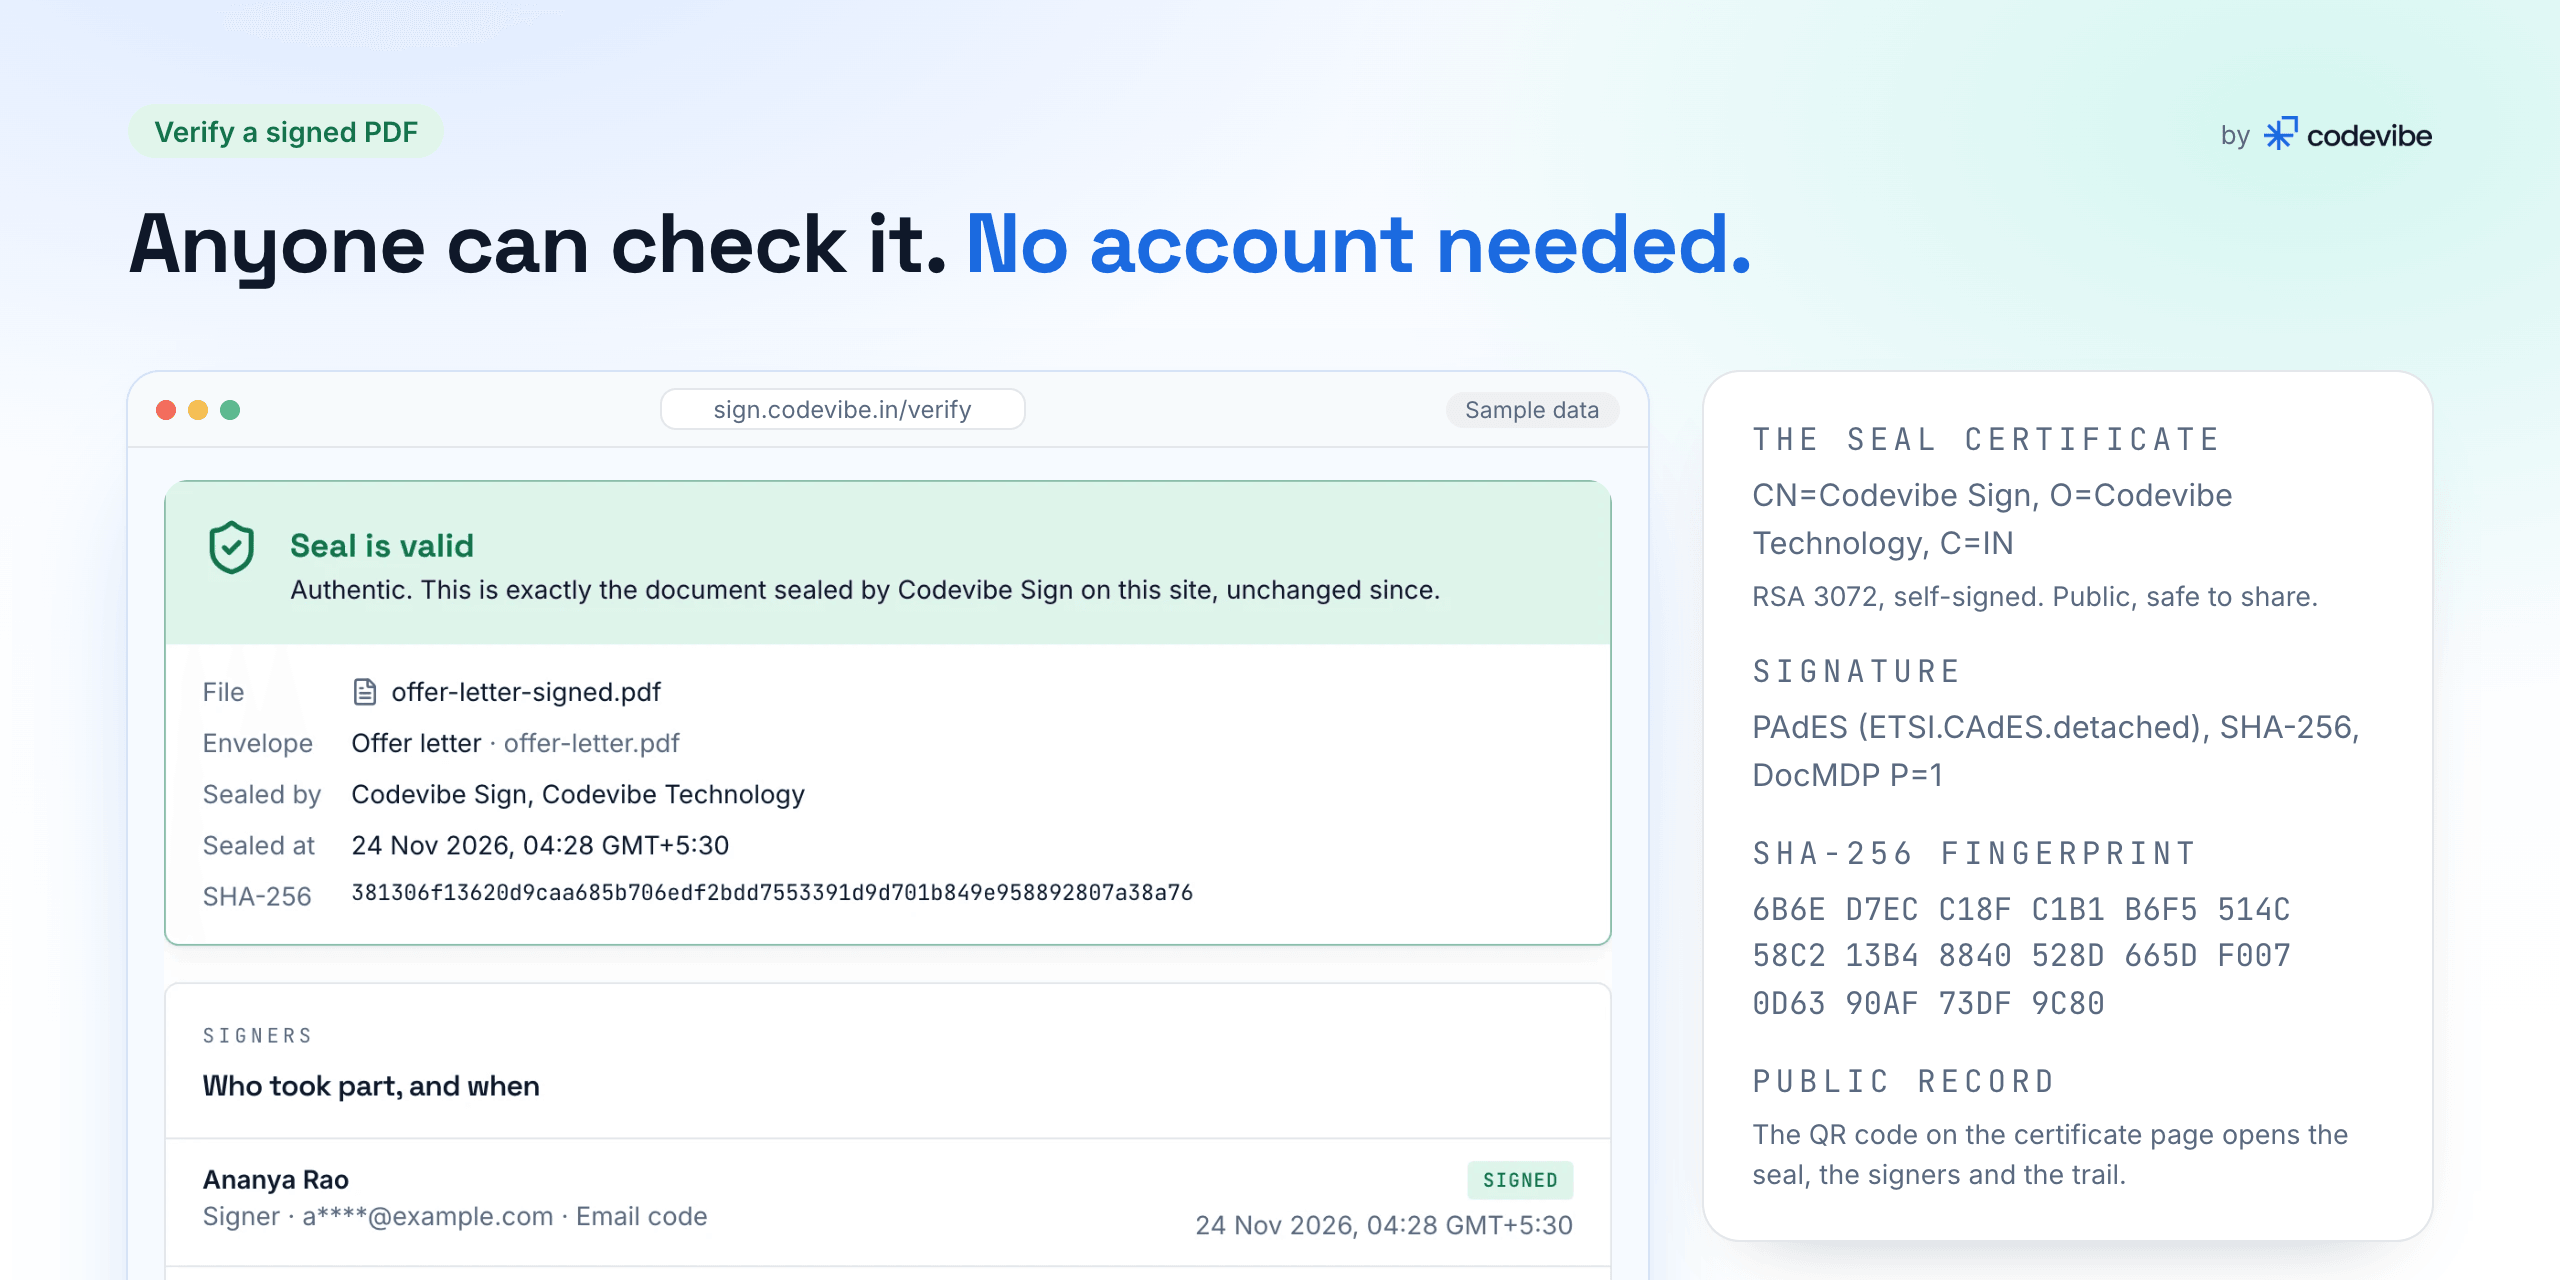 Verify a signed PDF
by codevibe
Anyone can check it. No account needed.
sign.codevibe.in/verify
Sample data
Seal is valid
Authentic. This is exactly the document sealed by Codevibe Sign on this site, unchanged since.
File offer-letter-signed.pdf
Envelope Offer letter · offer-letter.pdf
Sealed by Codevibe Sign, Codevibe Technology
Sealed at 24 Nov 2026, 04:28 GMT+5:30
SHA-256 381306f13620d9caa685b706edf2bdd7553391d9d701b849e958892807a38a76
SIGNERS
Who took part, and when
Ananya Rao
SIGNED
Signer · a****@example.com · Email code
24 Nov 2026, 04:28 GMT+5:30
THE SEAL CERTIFICATE
CN=Codevibe Sign, O=Codevibe
Technology, C=IN
RSA 3072, self-signed. Public, safe to share.
SIGNATURE
PAdES (ETSI.CAdES.detached), SHA-256,
DocMDP P=1
SHA-256 FINGERPRINT
6B6E D7EC C18F C1B1 B6F5 514C
58C2 13B4 8840 528D 665D F007
0D63 90AF 73DF 9C80
PUBLIC RECORD
The QR code on the certificate page opens the
seal, the signers and the trail.